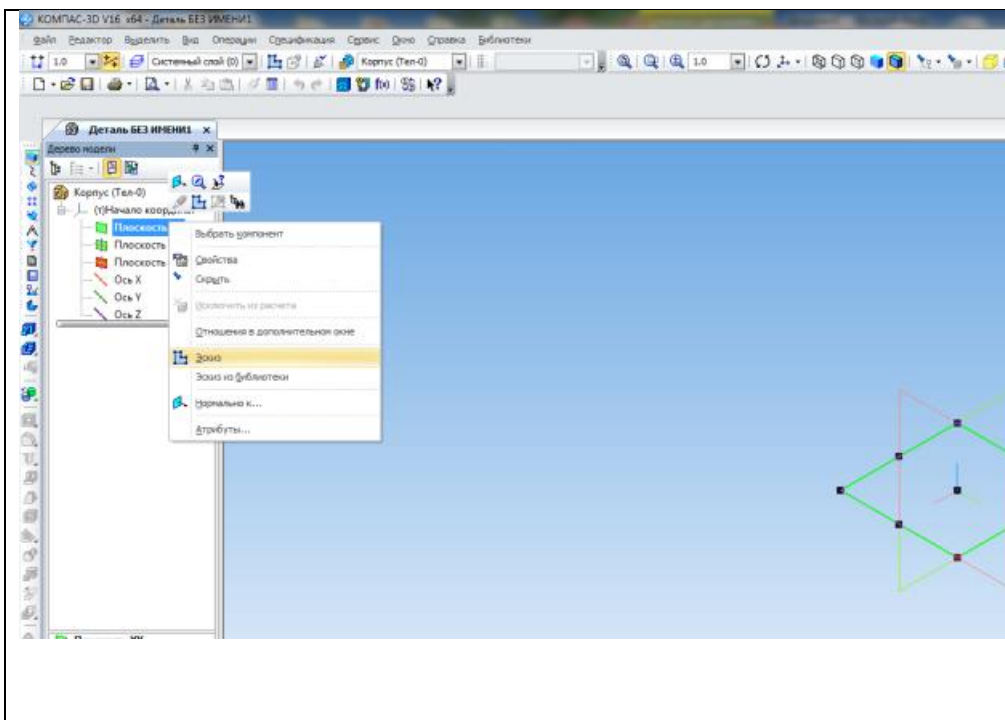 КОМПАС-3D V16 x64 - Деталь БЕЗ ИМЕНИ1
Файл Редактор Выделить Вид Операции Спецификация Сервис Окно Справка Библиотеки
1.0 Системный слой (0) Корпус (Тел-0) 1.0
f(x)
Деталь БЕЗ ИМЕНИ1 x
Дерево модели
Корпус (Тел-0)
(т)Начало координат
Плоскость
Плоскость
Плоскость
Ось X
Ось Y
Ось Z
Выбрать компонент
Свойства
Скрыть
Исключить из расчета
Отношения в дополнительном окне
Эскиз
Эскиз из библиотеки
Нормально к...
Атрибуты...